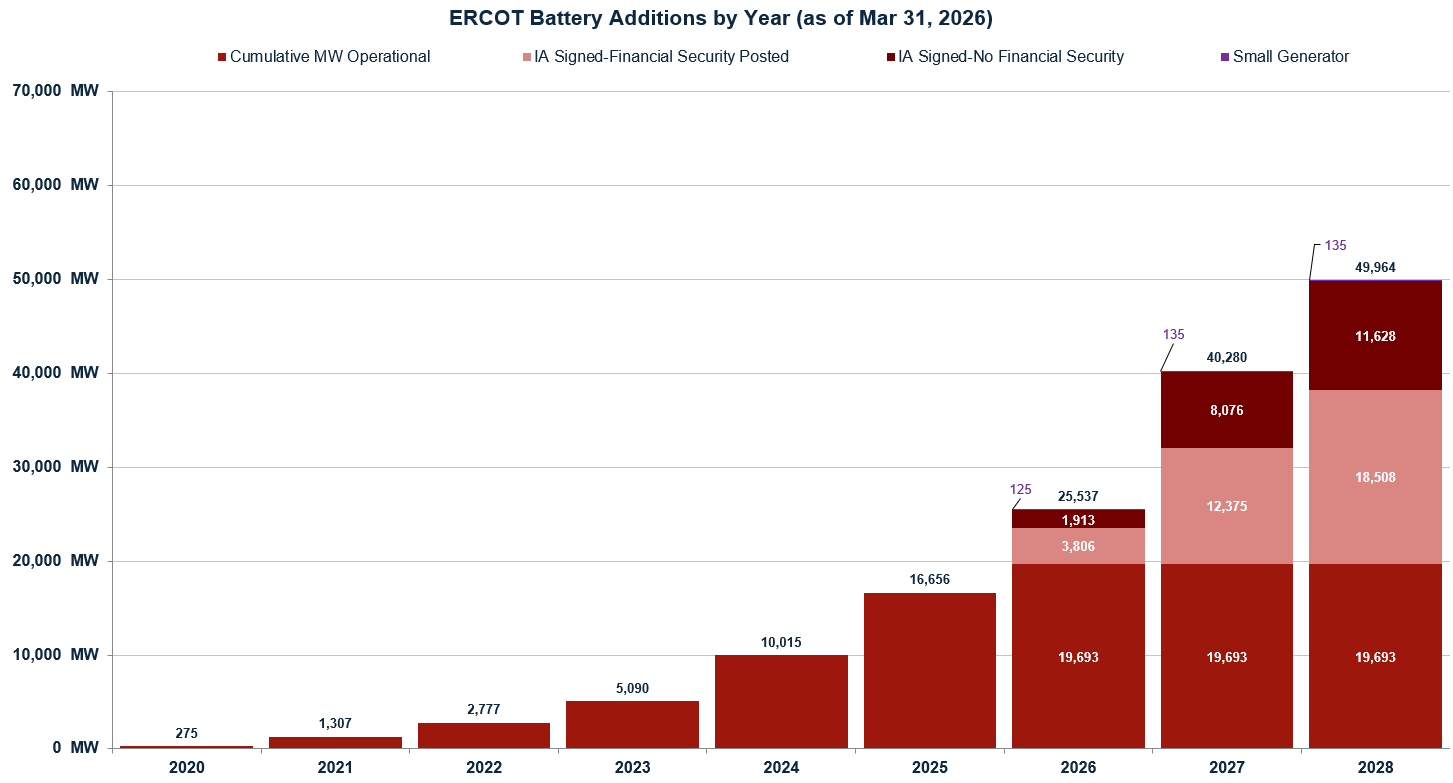 ERCOT Battery Additions by Year (as of Mar 31, 2026)
Cumulative MW Operational IA Signed-Financial Security Posted IA Signed-No Financial Security Small Generator
70,000 MW
60,000 MW
50,000 MW
40,000 MW
30,000 MW
20,000 MW
10,000 MW
0 MW
275
1,307
2,777
5,090
10,015
16,656
125
25,537
1,913
3,806
19,693
135
40,280
8,076
12,375
19,693
135
49,964
11,628
18,508
19,693
2020 2021 2022 2023 2024 2025 2026 2027 2028